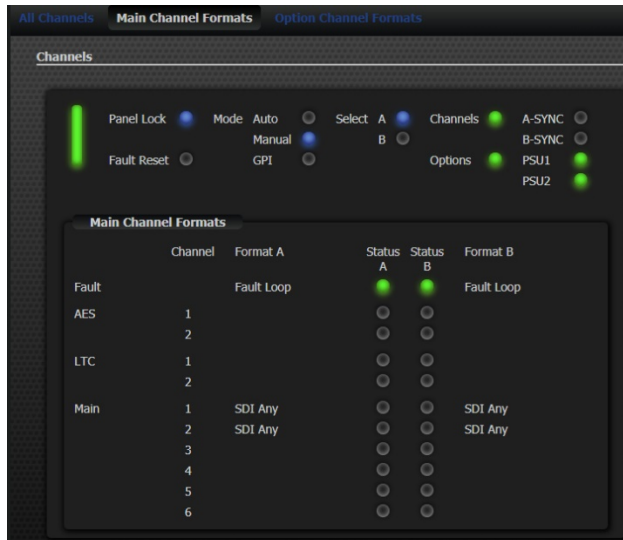 All Channels Main Channel Formats Option Channel Formats
Channels
Panel Lock Mode Auto Select A Channels A-SYNC
Manual B B-SYNC
Fault Reset GPI Options PSU1
PSU2
Main Channel Formats
Channel Format A Status Status Format B
A B
Fault Fault Loop Fault Loop
AES 1
2
LTC 1
2
Main 1 SDI Any SDI Any
2 SDI Any SDI Any
3
4
5
6